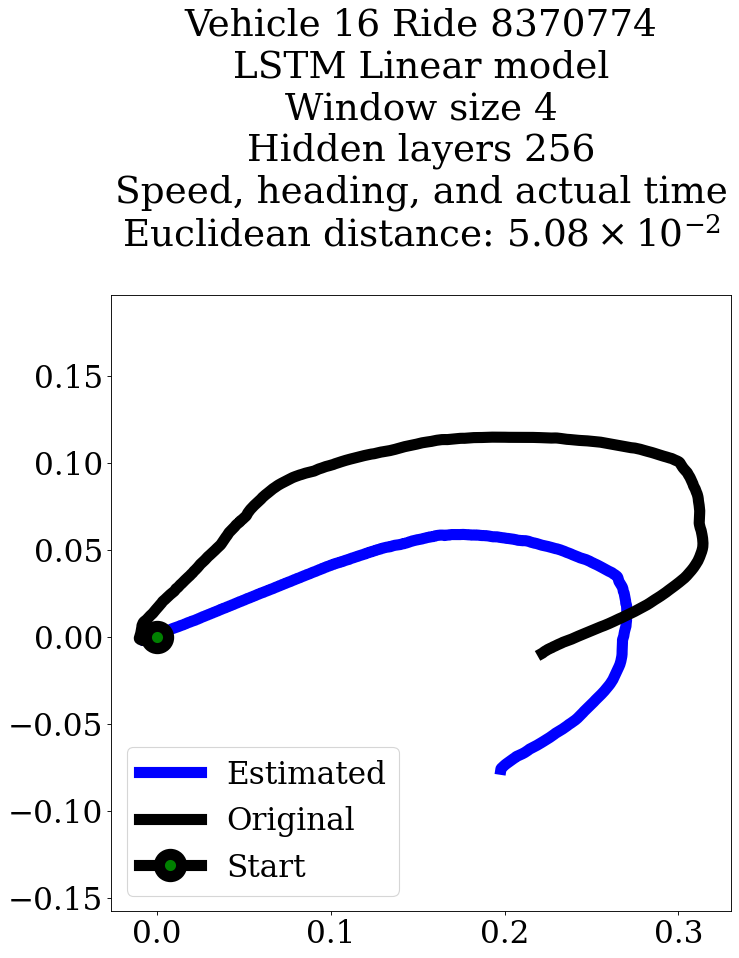 Vehicle 16 Ride 8370774
LSTM Linear model
Window size 4
Hidden layers 256
Speed, heading, and actual time
Euclidean distance: 5.08 × 10⁻²
0.15
0.10
0.05
0.00
−0.05
−0.10
−0.15
Estimated
Original
Start
0.0 0.1 0.2 0.3